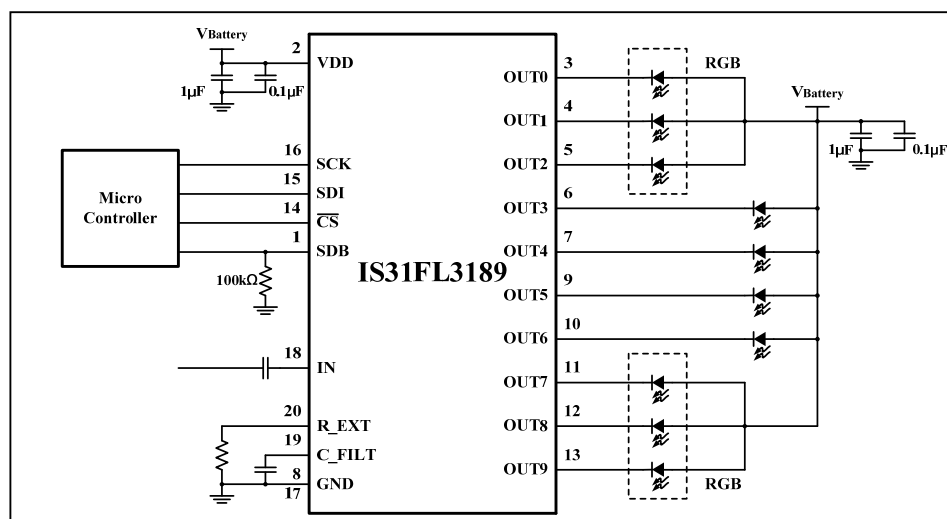 VBattery
2
VDD
1µF
0.1µF
16
SCK
15
SDI
14
CS
1
SDB
Micro
Controller
100kΩ
18
IN
20
R_EXT
19
C_FILT
8
GND
17
IS31FL3189
3
OUT0
RGB
4
OUT1
5
OUT2
VBattery
1µF
0.1µF
6
OUT3
7
OUT4
9
OUT5
10
OUT6
11
OUT7
12
OUT8
13
OUT9
RGB